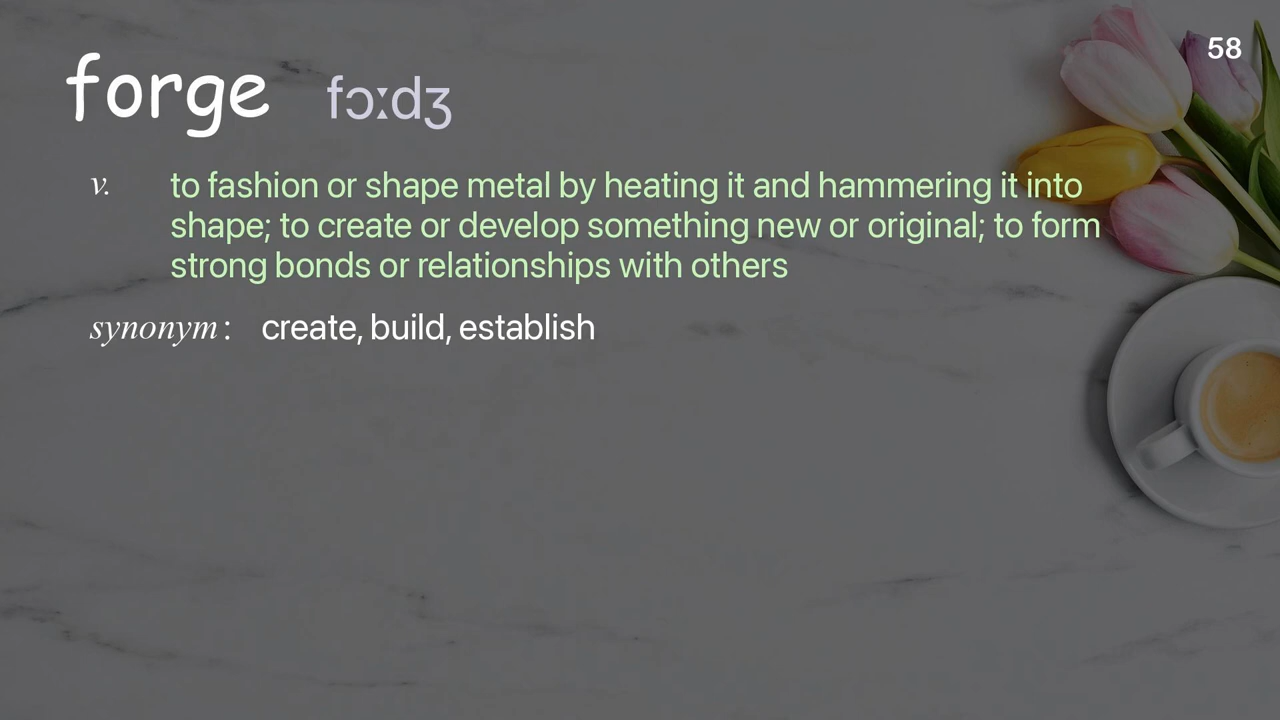 58
forge fɔːdʒ
v. to fashion or shape metal by heating it and hammering it into
shape; to create or develop something new or original; to form
strong bonds or relationships with others
synonym: create, build, establish